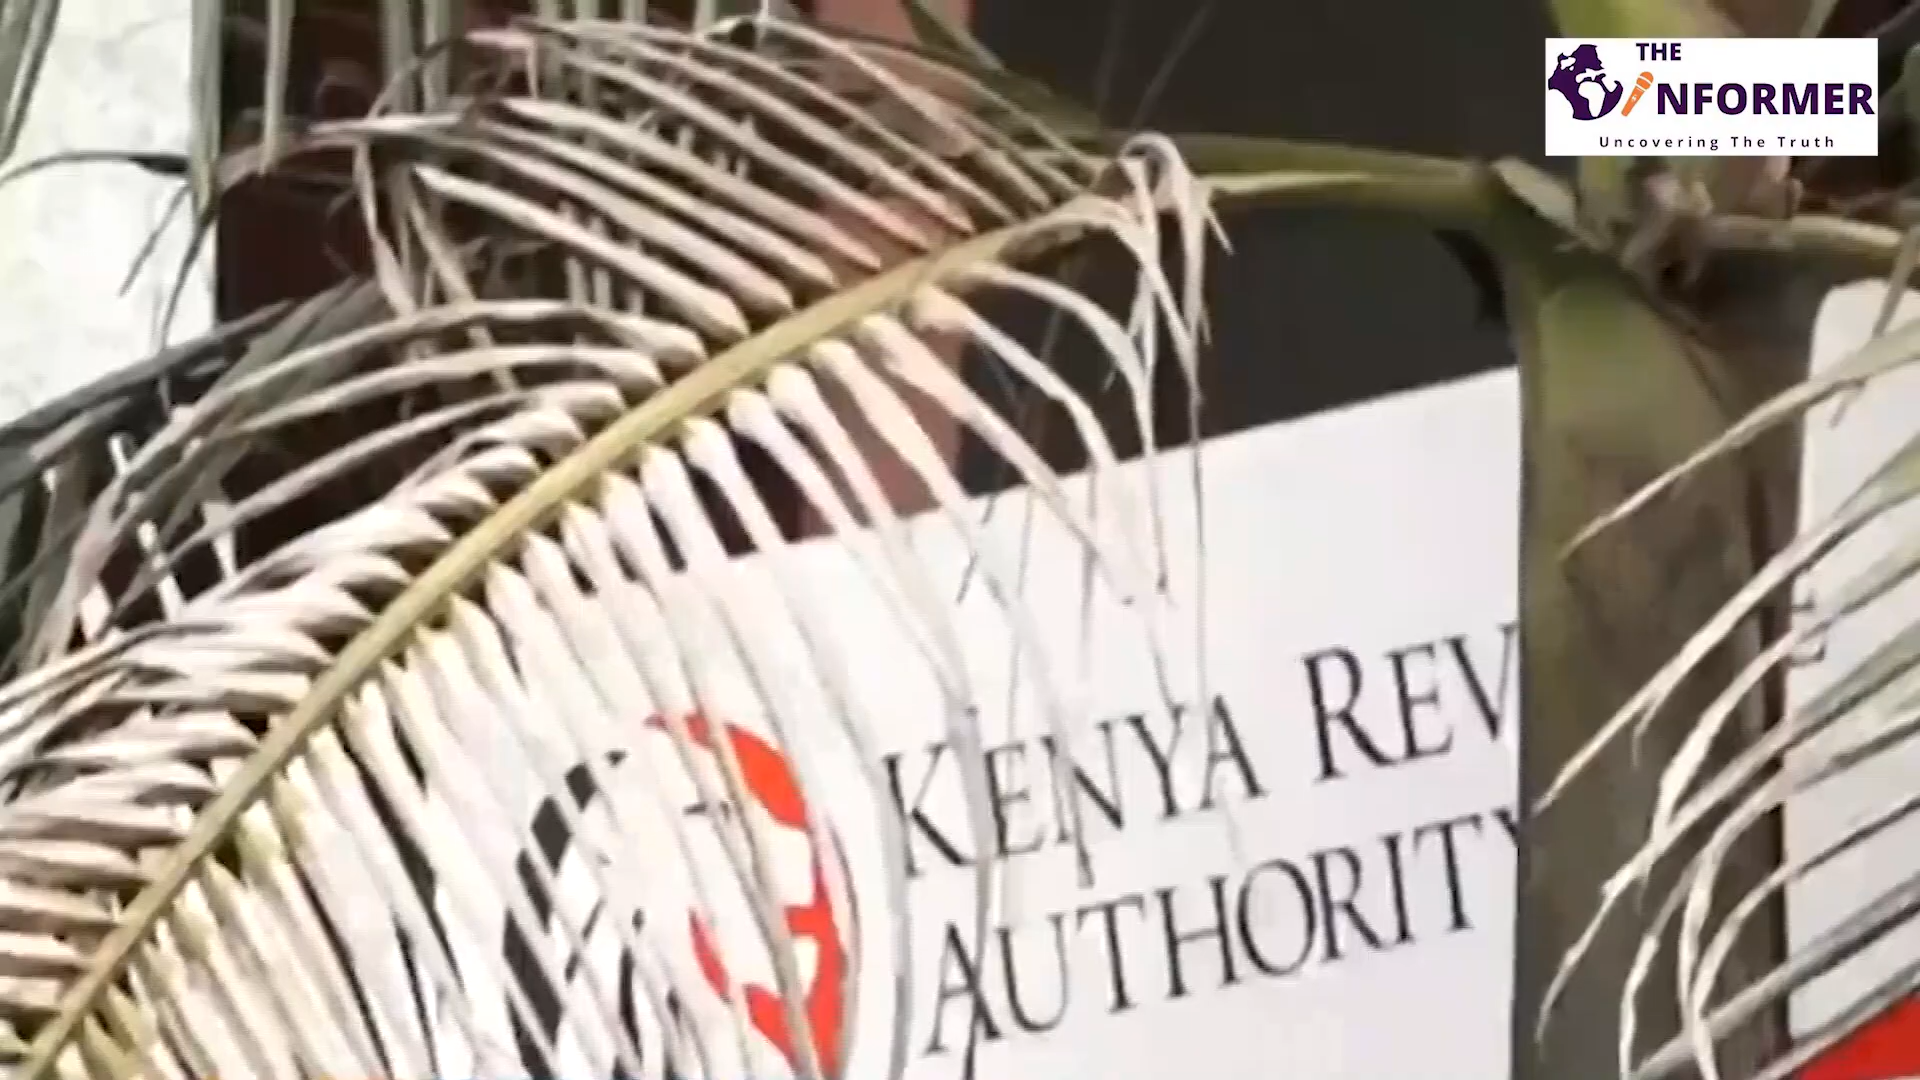 THE
INFORMER
Uncovering The Truth
KENYA REV
AUTHORITY